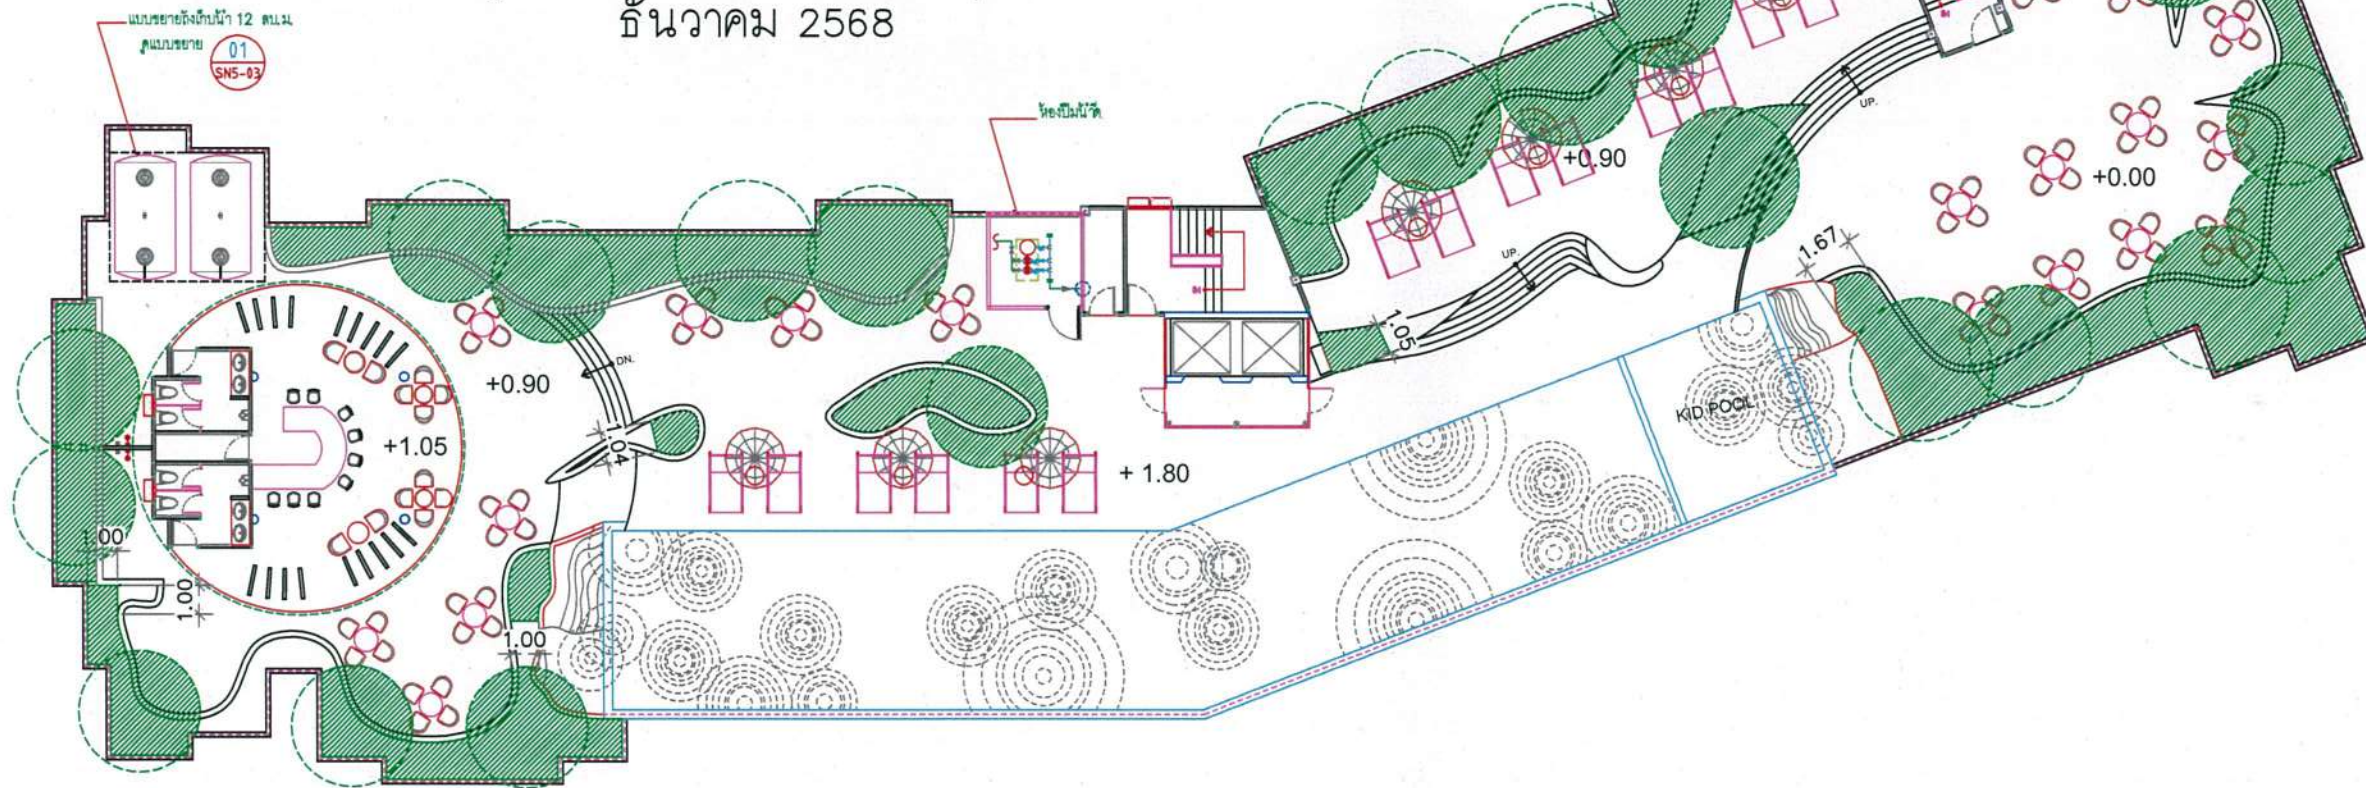 ธันวาคม 2568
แบบขยายถังเก็บน้ำ 12 ลบ.ม.
ดูแบบขยาย
01
SN5-03
ห้องปั๊มน้ำดี
+0.90
UP.
+0.00
1.67
UP.
1.05
DN.
+0.90
KID POOL
+1.05
1.04
+ 1.80
1.00
1.00
1.00